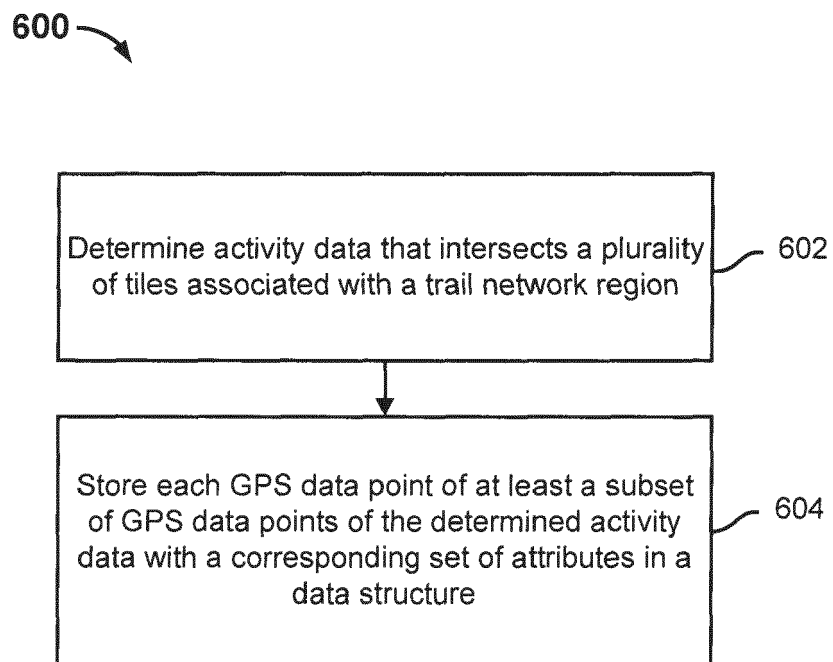 600
Determine activity data that intersects a plurality
of tiles associated with a trail network region
602
Store each GPS data point of at least a subset
of GPS data points of the determined activity
data with a corresponding set of attributes in a
data structure
604